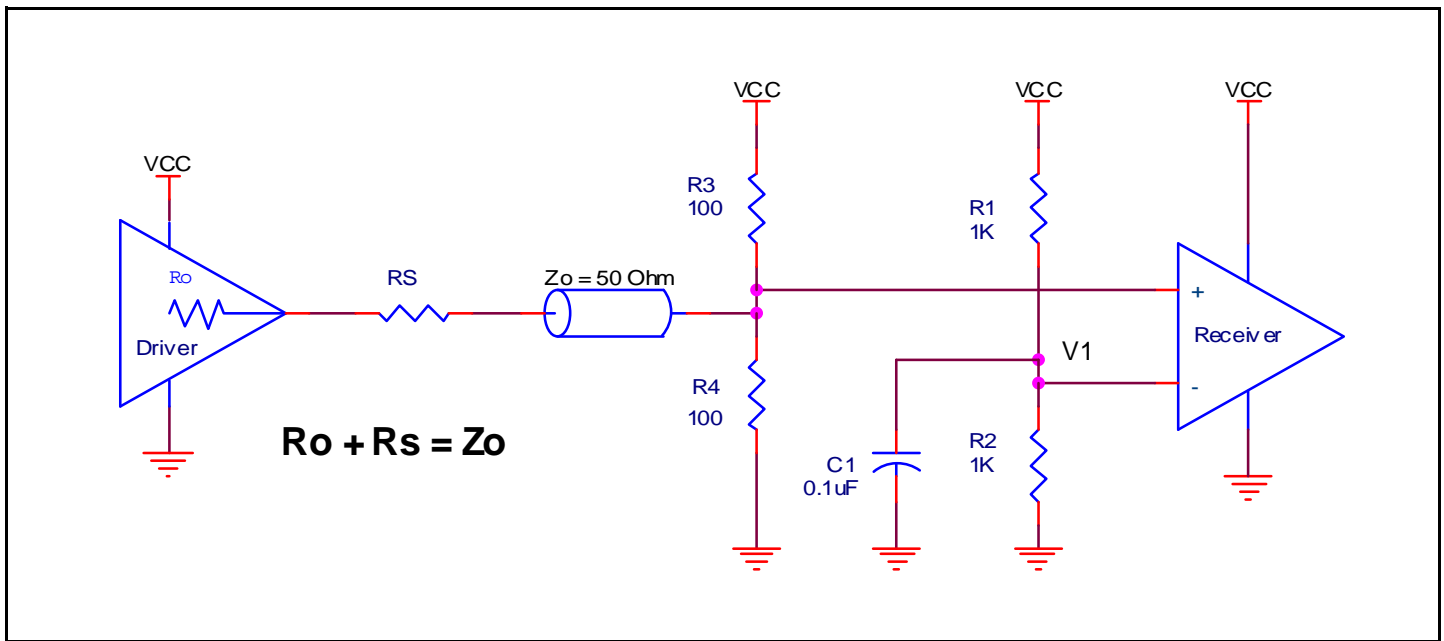 VCC
VCC
VCC
VCC
R3
100
R1
1K
Ro
RS
Zo = 50 Ohm
+
Driver
Receiver
V1
-
R4
100
Ro + Rs = Zo
R2
1K
C1
0.1uF